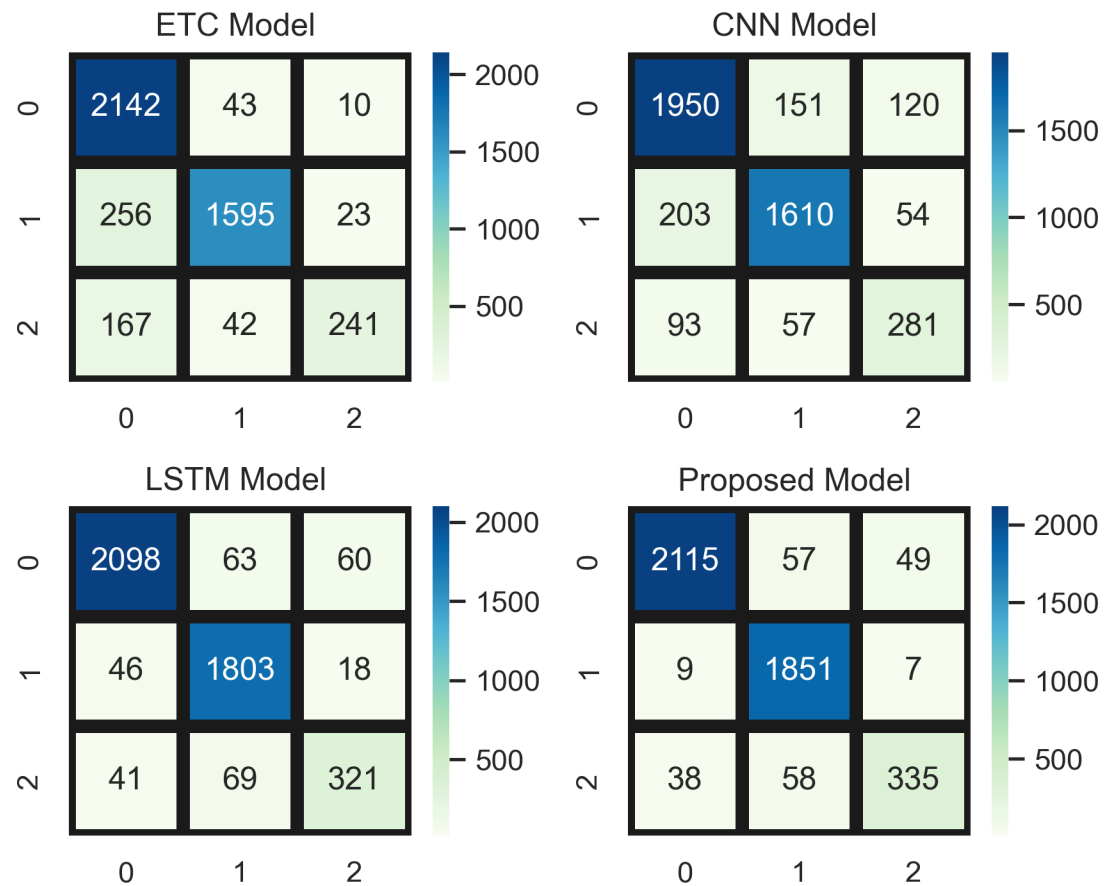 ETC Model
0 2142 43 10
1 256 1595 23
2 167 42 241
0 1 2
2000
1500
1000
500
CNN Model
0 1950 151 120
1 203 1610 54
2 93 57 281
0 1 2
1500
1000
500
LSTM Model
0 2098 63 60
1 46 1803 18
2 41 69 321
0 1 2
2000
1500
1000
500
Proposed Model
0 2115 57 49
1 9 1851 7
2 38 58 335
0 1 2
2000
1500
1000
500